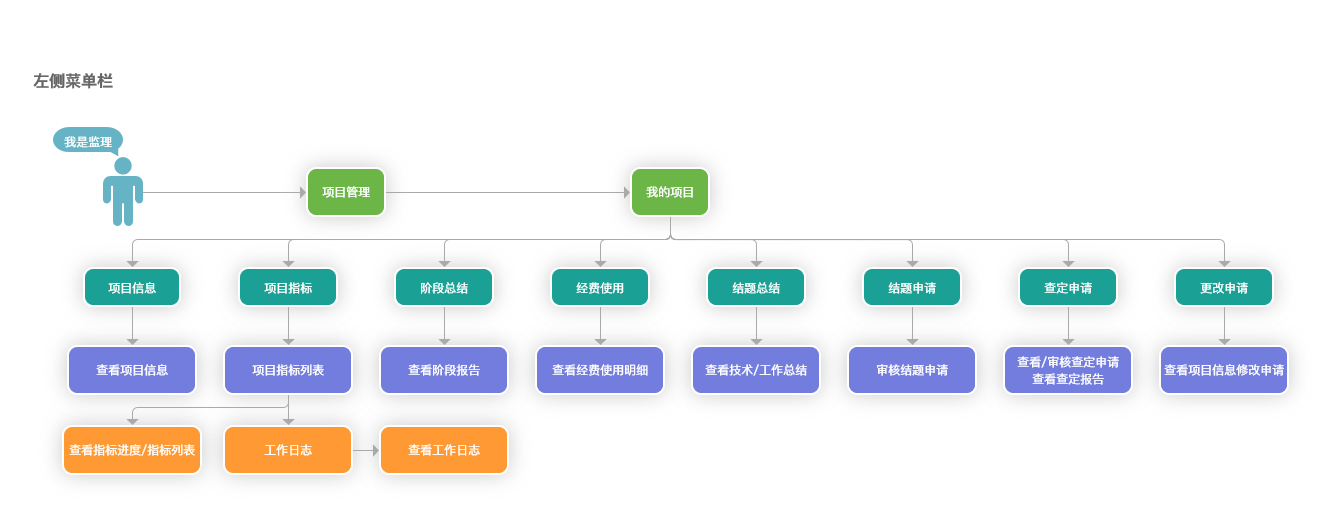 左侧菜单栏
我是监理
项目管理
我的项目
项目信息
项目指标
阶段总结
经费使用
结题总结
结题申请
查定申请
更改申请
查看项目信息
项目指标列表
查看阶段报告
查看经费使用明细
查看技术/工作总结
审核结题申请
查看/审核查定申请
查看查定报告
查看项目信息修改申请
查看指标进度/指标列表
工作日志
查看工作日志